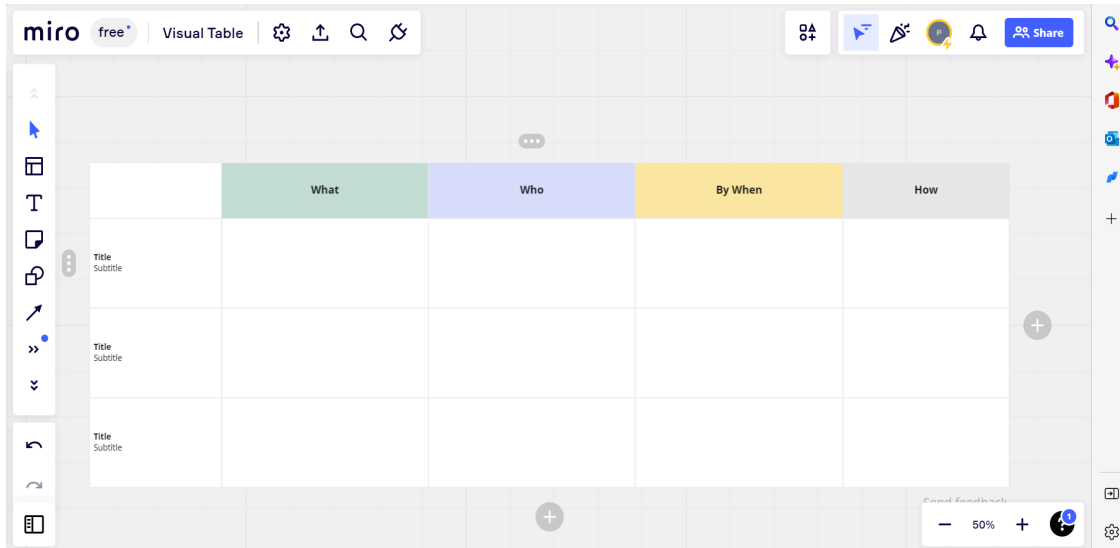 miro free Visual Table
P Share
What Who By When How
Title
Subtitle
Title
Subtitle
Title
Subtitle
Send feedback
50% ? 1